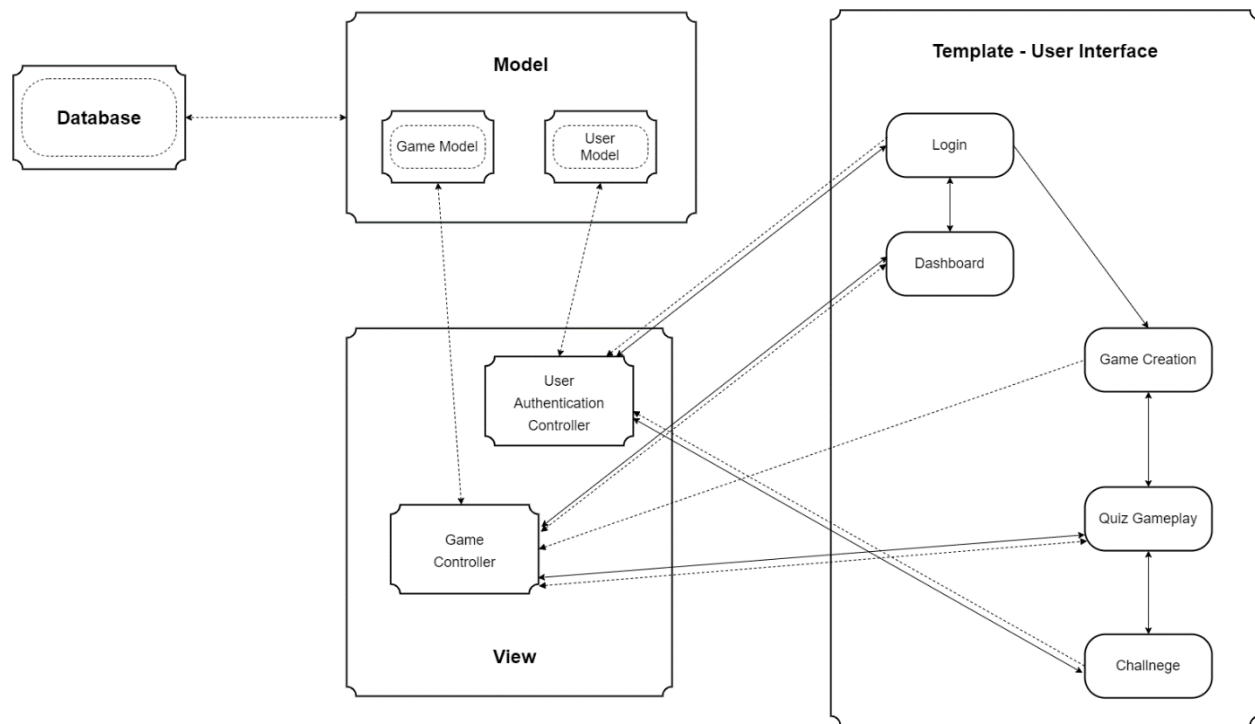 Database
Model
Game Model
User
Model
Template - User Interface
Login
Dashboard
Game Creation
Quiz Gameplay
Challnege
User
Authentication
Controller
Game
Controller
View